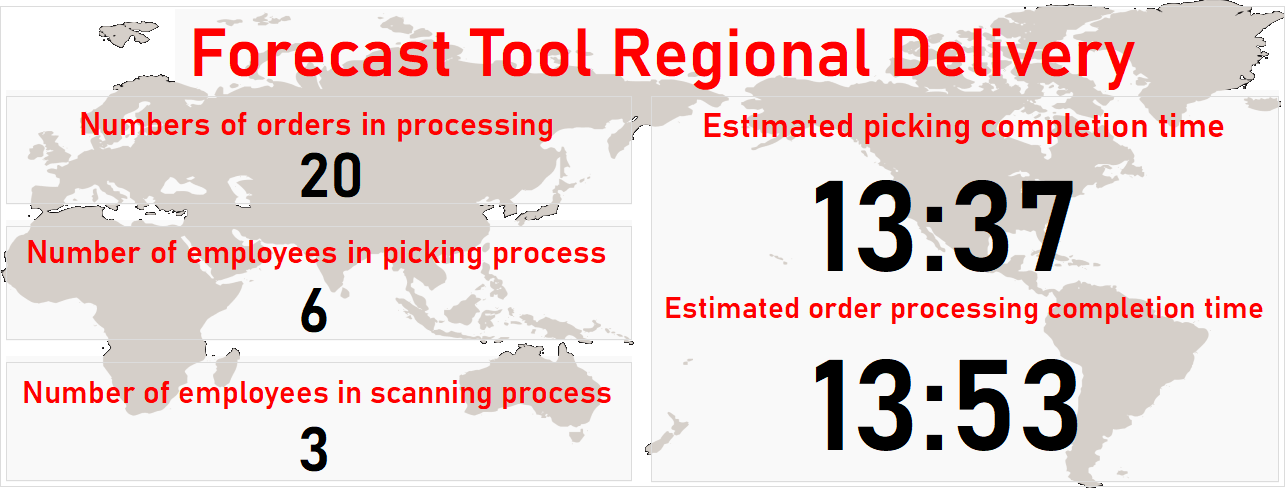 Forecast Tool Regional Delivery
Numbers of orders in processing
20
Number of employees in picking process
6
Number of employees in scanning process
3
Estimated picking completion time
13:37
Estimated order processing completion time
13:53